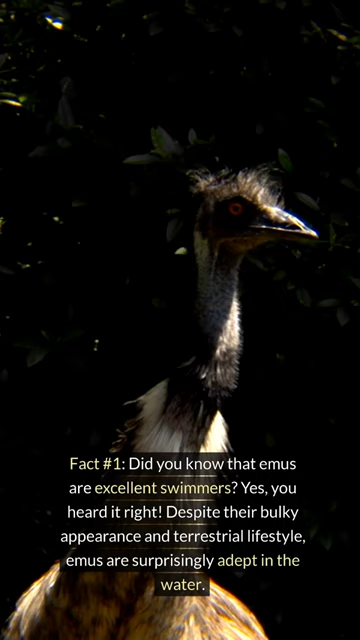 Fact #1: Did you know that emus
are excellent swimmers? Yes, you
heard it right! Despite their bulky
appearance and terrestrial lifestyle,
emus are surprisingly adept in the
water.